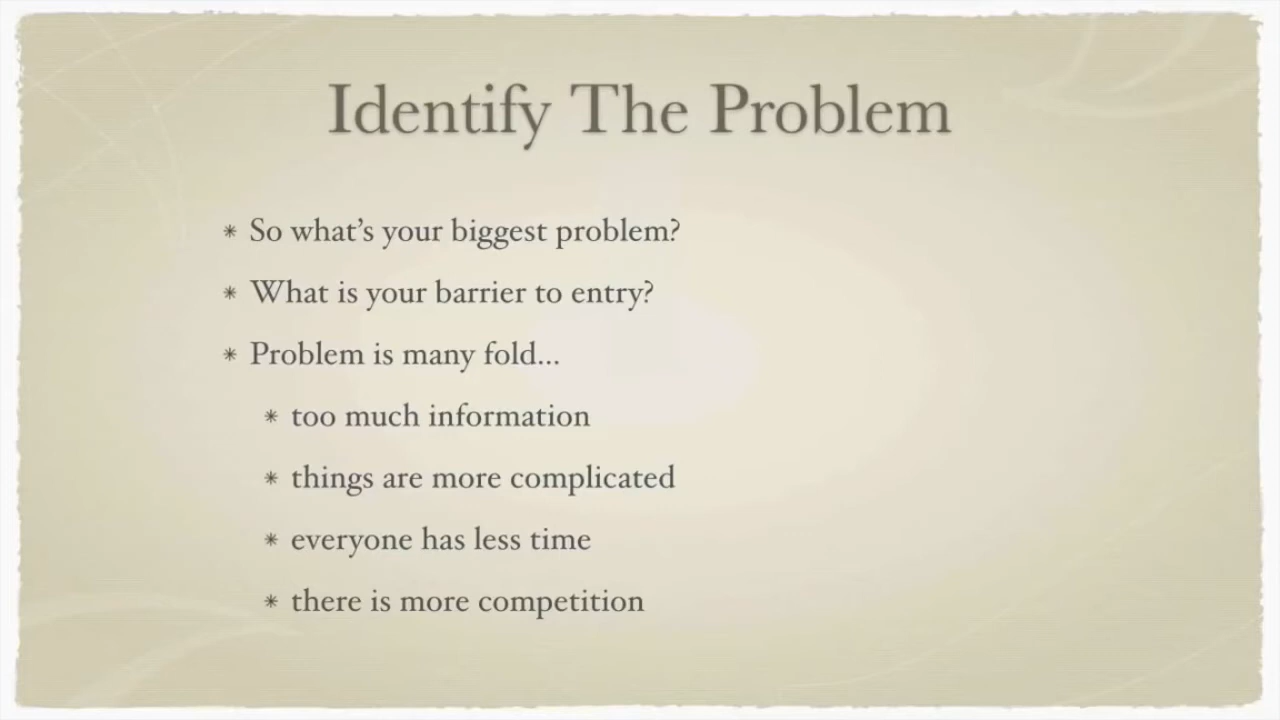 Identify The Problem
* So what's your biggest problem?
* What is your barrier to entry?
* Problem is many fold...
* too much information
* things are more complicated
* everyone has less time
* there is more competition